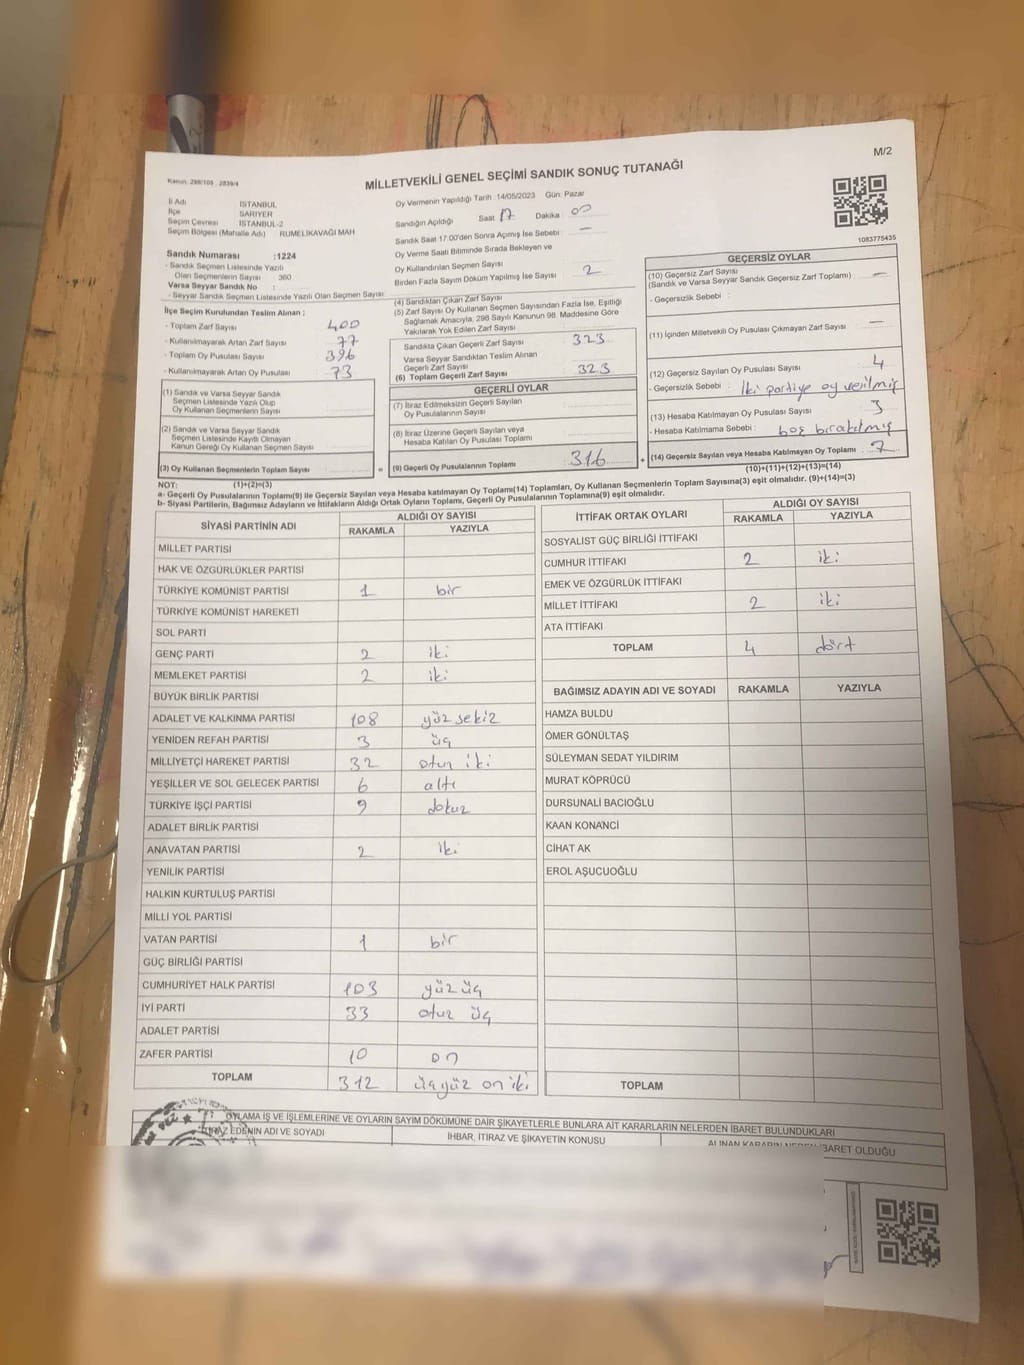 M/2
Kanun: 298/105 : 2839/4
MİLLETVEKİLİ GENEL SEÇİMİ SANDIK SONUÇ TUTANAĞI
1083775435
İl Adı İSTANBUL
İlçe SARIYER
Seçim Çevresi İSTANBUL-2
Seçim Bölgesi (Mahalle Adı) : RUMELİKAVAĞI MAH
Sandık Numarası :1224
- Sandık Seçmen Listesinde Yazılı
Olan Seçmenlerin Sayısı 360
Varsa Seyyar Sandık No :
- Seyyar Sandık Seçmen Listesinde Yazılı Olan Seçmen Sayısı
İlçe Seçim Kurulundan Teslim Alınan ;
- Toplam Zarf Sayısı 400
- Kullanılmayarak Artan Zarf Sayısı 77
- Toplam Oy Pusulası Sayısı 396
- Kullanılmayarak Artan Oy Pusulası 73
(1) Sandık ve Varsa Seyyar Sandık
Seçmen Listesinde Yazılı Olup
Oy Kullanan Seçmenlerin Sayısı
(2) Sandık ve Varsa Seyyar Sandık
Seçmen Listesinde Kayıtlı Olmayan
Kanun Gereği Oy Kullanan Seçmen Sayısı
(3) Oy Kullanan Seçmenlerin Toplam Sayısı
Oy Vermenin Yapıldığı Tarih :14/05/2023 Gün: Pazar
Sandığın Açıldığı Saat 17 Dakika : 00
Sandık Saat 17.00'den Sonra Açılmış İse Sebebi : —
Oy Verme Saati Bitiminde Sırada Bekleyen ve
Oy Kullandırılan Seçmen Sayısı
Birden Fazla Sayım Döküm Yapılmış İse Sayısı : 2
(4) Sandıktan Çıkan Zarf Sayısı
(5) Zarf Sayısı Oy Kullanan Seçmen Sayısından Fazla İse, Eşitliği
Sağlamak Amacıyla, 298 Sayılı Kanunun 98. Maddesine Göre
Yakılarak Yok Edilen Zarf Sayısı
Sandıkta Çıkan Geçerli Zarf Sayısı 323
Varsa Seyyar Sandıktan Teslim Alınan
Geçerli Zarf Sayısı
(6) Toplam Geçerli Zarf Sayısı 323
GEÇERLİ OYLAR
(7) İtiraz Edilmeksizin Geçerli Sayılan
Oy Pusulalarının Sayısı
(8) İtiraz Üzerine Geçerli Sayılan veya
Hesaba Katılan Oy Pusulası Toplamı
= (9) Geçerli Oy Pusulalarının Toplamı 316 +
GEÇERSİZ OYLAR
(10) Geçersiz Zarf Sayısı
(Sandık ve Varsa Seyyar Sandık Geçersiz Zarf Toplamı) : —
- Geçersizlik Sebebi :
(11) İçinden Milletvekili Oy Pusulası Çıkmayan Zarf Sayısı —
(12) Geçersiz Sayılan Oy Pusulası Sayısı 4
- Geçersizlik Sebebi : İki partiye oy verilmiş
(13) Hesaba Katılmayan Oy Pusulası Sayısı 3
- Hesaba Katılmama Sebebi : boş bırakılmış
(14) Geçersiz Sayılan veya Hesaba Katılmayan Oy Toplamı : 7
NOT: (1)+(2)=(3) (10)+(11)+(12)+(13)=(14)
a- Geçerli Oy Pusulalarının Toplamı(9) ile Geçersiz Sayılan veya Hesaba katılmayan Oy Toplamı(14) Toplamları, Oy Kullanan Seçmenlerin Toplam Sayısına(3) eşit olmalıdır. (9)+(14)=(3)
b- Siyasi Partilerin, Bağımsız Adayların ve İttifakların Aldığı Ortak Oyların Toplamı, Geçerli Oy Pusulalarının Toplamına(9) eşit olmalıdır.
SİYASİ PARTİNİN ADI ALDIĞI OY SAYISI
RAKAMLA YAZIYLA
MİLLET PARTİSİ
HAK VE ÖZGÜRLÜKLER PARTİSİ
TÜRKİYE KOMÜNİST PARTİSİ 1 bir
TÜRKİYE KOMÜNİST HAREKETİ
SOL PARTİ
GENÇ PARTİ 2 iki
MEMLEKET PARTİSİ 2 iki
BÜYÜK BİRLİK PARTİSİ
ADALET VE KALKINMA PARTİSİ 108 yüz sekiz
YENİDEN REFAH PARTİSİ 3 üç
MİLLİYETÇİ HAREKET PARTİSİ 32 otuz iki
YEŞİLLER VE SOL GELECEK PARTİSİ 6 altı
TÜRKİYE İŞÇİ PARTİSİ 9 dokuz
ADALET BİRLİK PARTİSİ
ANAVATAN PARTİSİ 2 iki
YENİLİK PARTİSİ
HALKIN KURTULUŞ PARTİSİ
MİLLİ YOL PARTİSİ
VATAN PARTİSİ 1 bir
GÜÇ BİRLİĞİ PARTİSİ
CUMHURİYET HALK PARTİSİ 103 yüz üç
İYİ PARTİ 33 otuz üç
ADALET PARTİSİ
ZAFER PARTİSİ 10 on
TOPLAM 312 üçyüz on iki
İTTİFAK ORTAK OYLARI ALDIĞI OY SAYISI
RAKAMLA YAZIYLA
SOSYALİST GÜÇ BİRLİĞİ İTTİFAKI
CUMHUR İTTİFAKI 2 iki
EMEK VE ÖZGÜRLÜK İTTİFAKI
MİLLET İTTİFAKI 2 iki
ATA İTTİFAKI
TOPLAM 4 dört
BAĞIMSIZ ADAYIN ADI VE SOYADI RAKAMLA YAZIYLA
HAMZA BULDU
ÖMER GÖNÜLTAŞ
SÜLEYMAN SEDAT YILDIRIM
MURAT KÖPRÜCÜ
DURSUNALİ BACIOĞLU
KAAN KONANCİ
CİHAT AK
EROL AŞUCUOĞLU
TOPLAM
OYLAMA İŞ VE İŞLEMLERİNE VE OYLARIN SAYIM DÖKÜMÜNE DAİR ŞİKAYETLERLE BUNLARA AİT KARARLARIN NELERDEN İBARET BULUNDUKLARI
İTİRAZ EDENİN ADI VE SOYADI İHBAR, İTİRAZ VE ŞİKAYETİN KONUSU ALINAN KARARIN NEDEN İBARET OLDUĞU